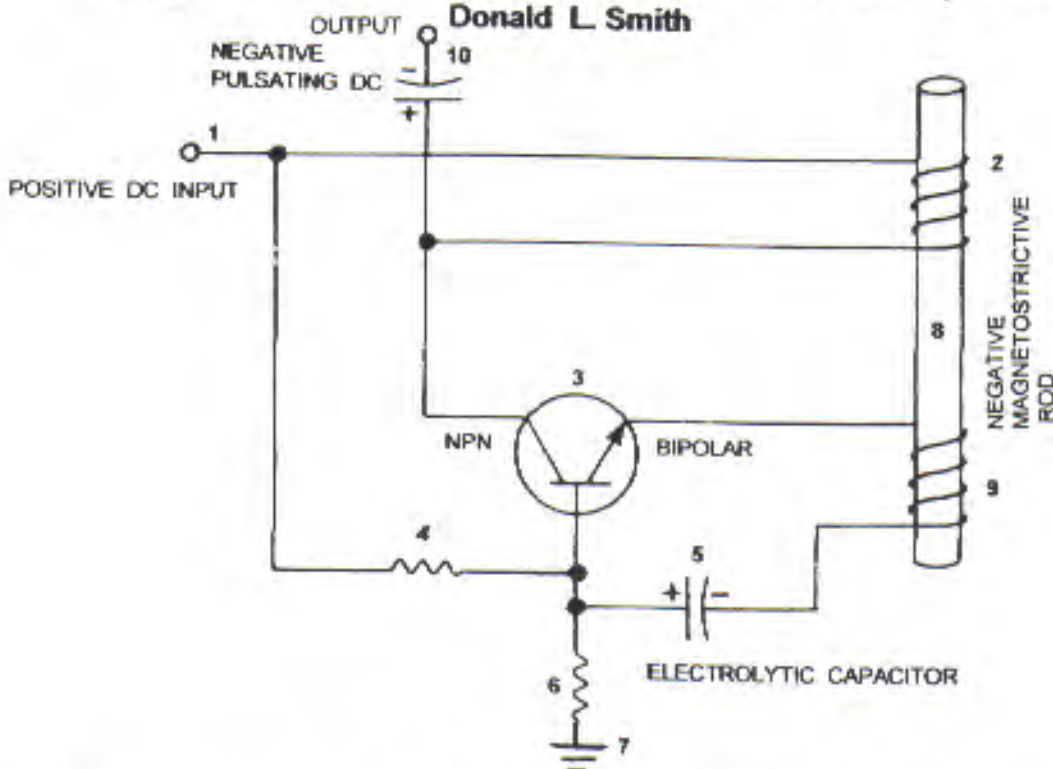 Donald L Smith
OUTPUT
10
NEGATIVE
PULSATING DC
-
+
1
POSITIVE DC INPUT
2
8
NEGATIVE
MAGNETOSTRICTIVE
ROD
3
NPN
BIPOLAR
9
4
5
+
-
ELECTROLYTIC CAPACITOR
6
7